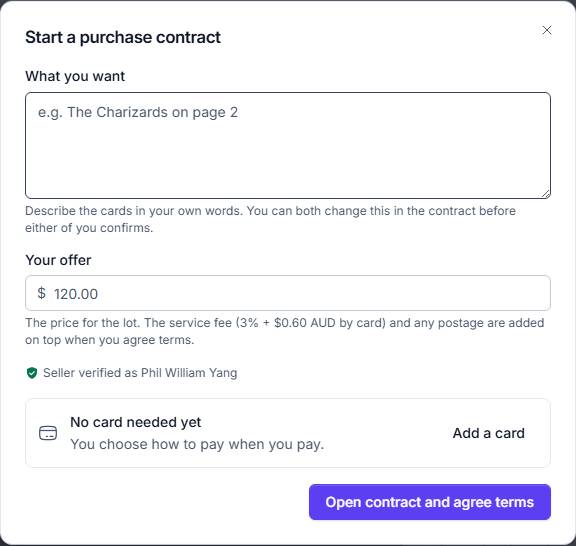 Start a purchase contract
What you want
e.g. The Charizards on page 2
Describe the cards in your own words. You can both change this in the contract before
either of you confirms.
Your offer
$ 120.00
The price for the lot. The service fee (3% + $0.60 AUD by card) and any postage are added
on top when you agree terms.
Seller verified as Phil William Yang
No card needed yet
You choose how to pay when you pay.
Add a card
Open contract and agree terms